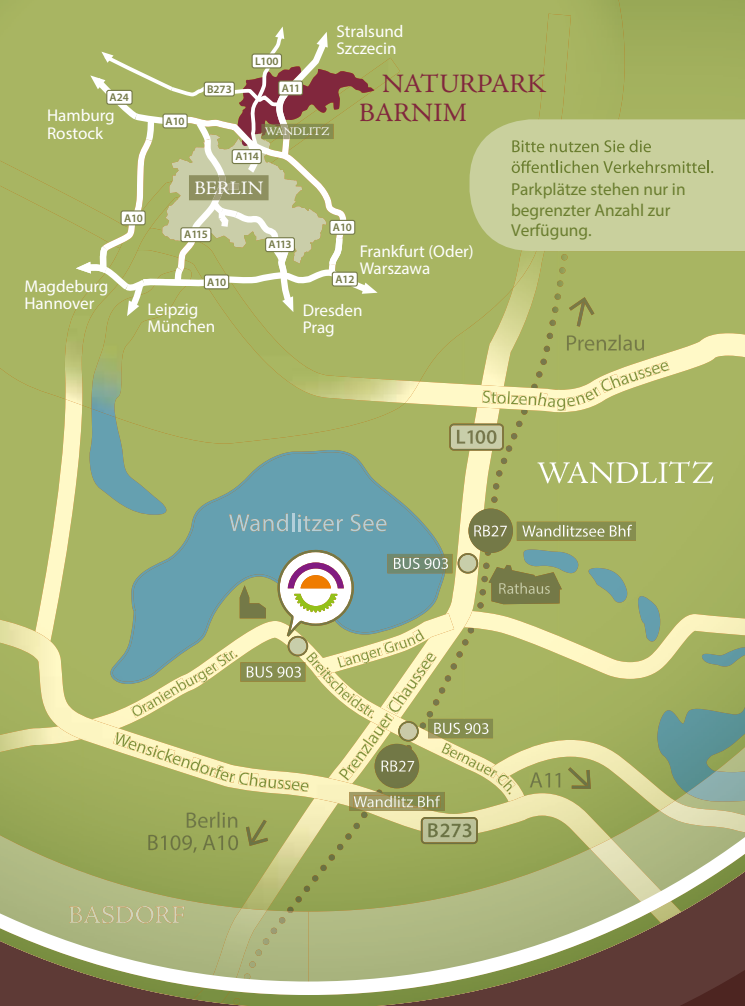 Stralsund
Szczecin
L100
B273
A11
NATURPARK
BARNIM
A24
Hamburg
Rostock
A10
WANDLITZ
A114
BERLIN
A10
A115
A113
A10
Frankfurt (Oder)
Warszawa
A10
A12
Magdeburg
Hannover
Leipzig
München
Dresden
Prag
Bitte nutzen Sie die
öffentlichen Verkehrsmittel.
Parkplätze stehen nur in
begrenzter Anzahl zur
Verfügung.
Prenzlau
Stolzenhagener Chaussee
L100
WANDLITZ
Wandlitzer See
RB27
Wandlitzsee Bhf
BUS 903
Rathaus
Langer Grund
BUS 903
Oranienburger Str.
Breitscheidstr.
Prenzlauer Chaussee
BUS 903
Wensickendorfer Chaussee
RB27
Bernauer Ch.
A11
Wandlitz Bhf
Berlin
B109, A10
B273
BASDORF